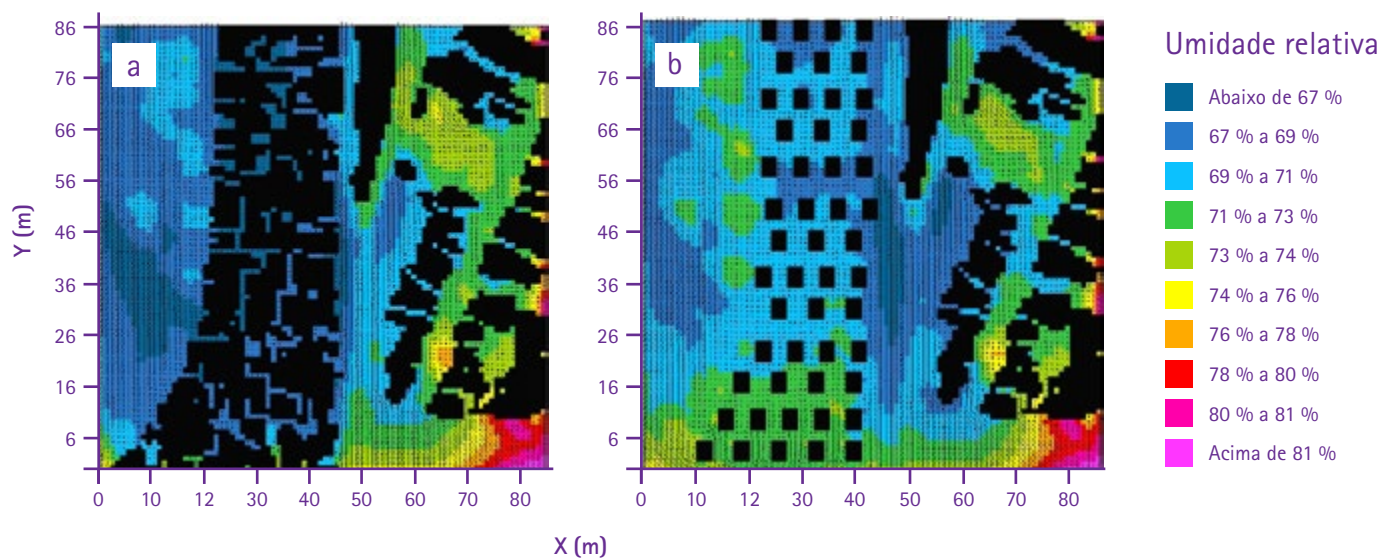 a
b
Y (m)
86
76
66
56
46
36
26
16
6
0 10 12 30 40 50 60 70 80
86
76
66
56
46
36
26
16
6
0 10 12 30 40 50 60 70 80
X (m)
Umidade relativa
Abaixo de 67 %
67 % a 69 %
69 % a 71 %
71 % a 73 %
73 % a 74 %
74 % a 76 %
76 % a 78 %
78 % a 80 %
80 % a 81 %
Acima de 81 %